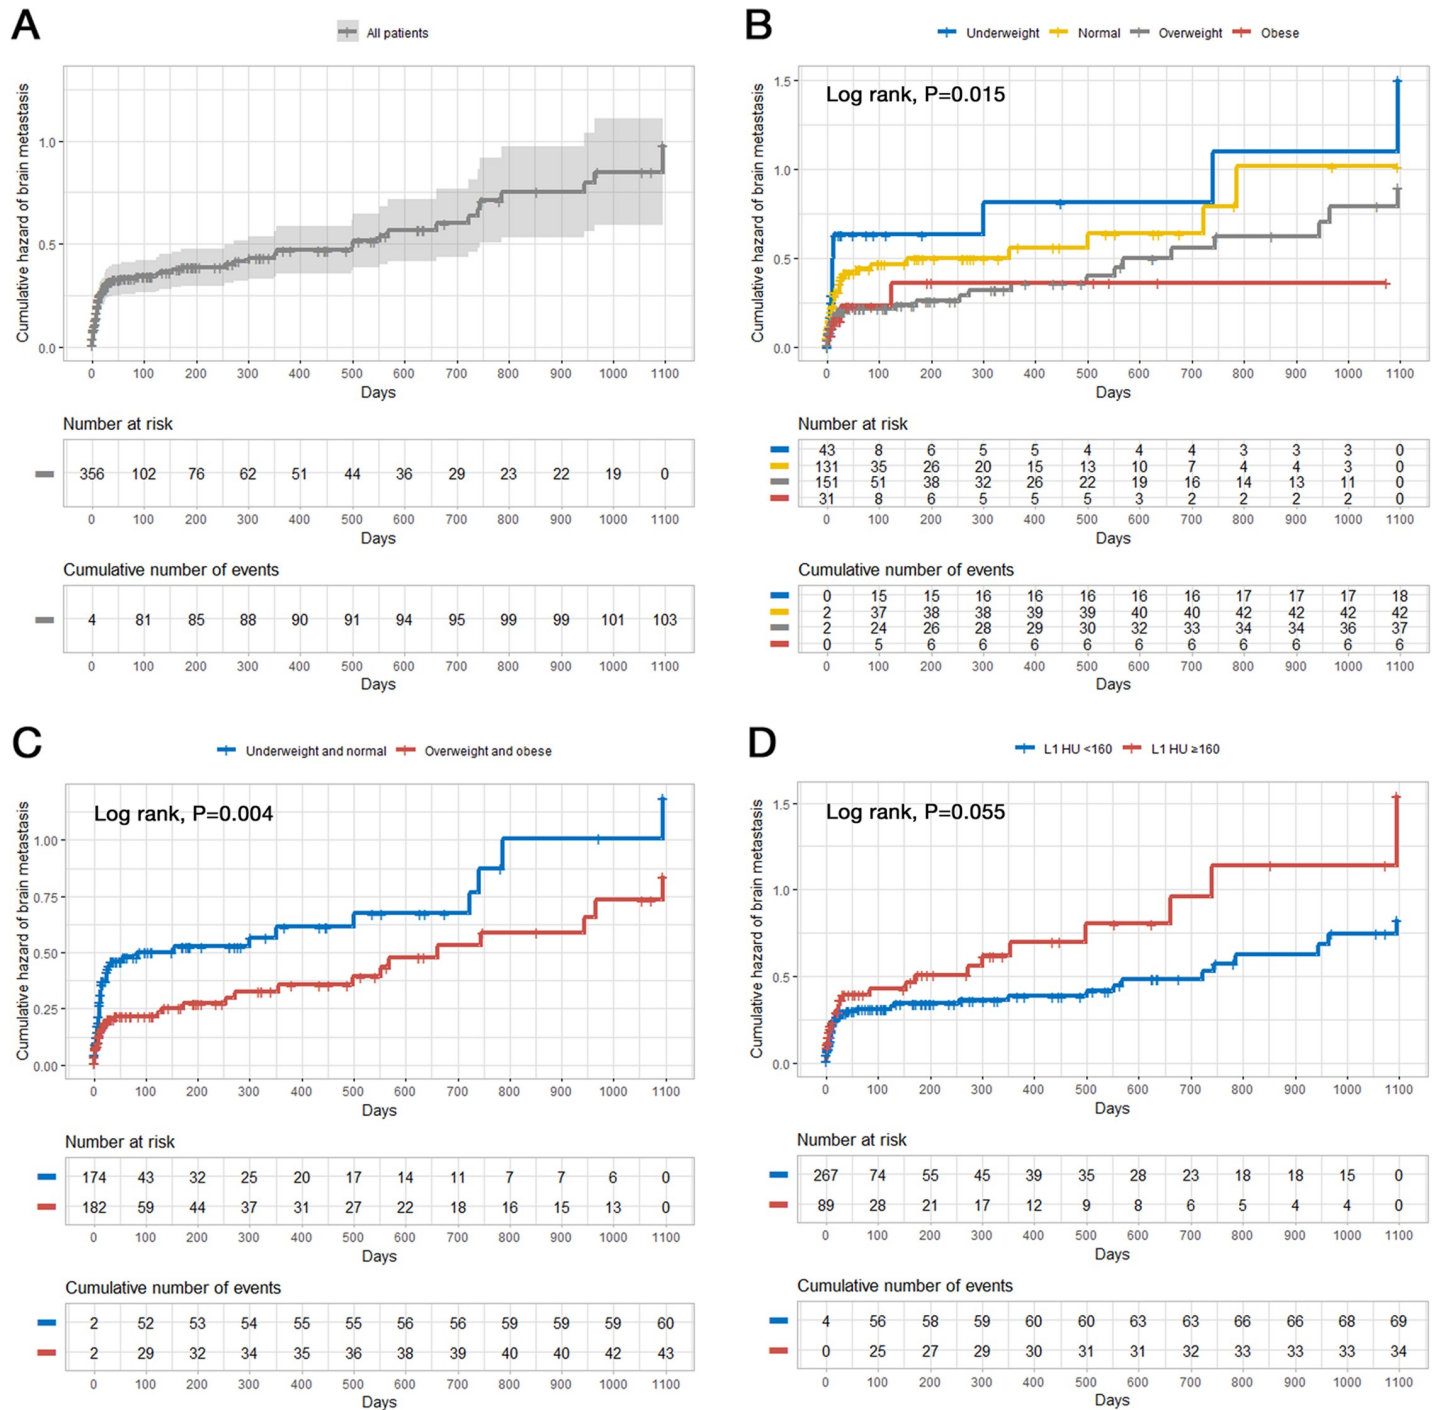 A
All patients
Cumulative hazard of brain metastasis
1.0
0.5
0.0
0 100 200 300 400 500 600 700 800 900 1000 1100
Days
Number at risk
356 102 76 62 51 44 36 29 23 22 19 0
0 100 200 300 400 500 600 700 800 900 1000 1100
Days
Cumulative number of events
4 81 85 88 90 91 94 95 99 99 101 103
0 100 200 300 400 500 600 700 800 900 1000 1100
Days
B
Underweight Normal Overweight Obese
Cumulative hazard of brain metastasis
Log rank, P=0.015
1.5
1.0
0.5
0.0
0 100 200 300 400 500 600 700 800 900 1000 1100
Days
Number at risk
43 8 6 5 5 4 4 4 3 3 3 0
131 35 26 20 15 13 10 7 4 4 3 0
151 51 38 32 26 22 19 16 14 13 11 0
31 8 6 5 5 5 3 2 2 2 2 0
0 100 200 300 400 500 600 700 800 900 1000 1100
Days
Cumulative number of events
0 15 15 16 16 16 16 16 17 17 17 18
2 37 38 38 39 39 40 40 42 42 42 42
2 24 26 28 29 30 32 33 34 34 36 37
0 5 6 6 6 6 6 6 6 6 6 6
0 100 200 300 400 500 600 700 800 900 1000 1100
Days
C
Underweight and normal Overweight and obese
Cumulative hazard of brain metastasis
Log rank, P=0.004
1.00
0.75
0.50
0.25
0.00
0 100 200 300 400 500 600 700 800 900 1000 1100
Days
Number at risk
174 43 32 25 20 17 14 11 7 7 6 0
182 59 44 37 31 27 22 18 16 15 13 0
0 100 200 300 400 500 600 700 800 900 1000 1100
Days
Cumulative number of events
2 52 53 54 55 55 56 56 59 59 59 60
2 29 32 34 35 36 38 39 40 40 42 43
0 100 200 300 400 500 600 700 800 900 1000 1100
Days
D
L1 HU <160 L1 HU ≥160
Cumulative hazard of brain metastasis
Log rank, P=0.055
1.5
1.0
0.5
0.0
0 100 200 300 400 500 600 700 800 900 1000 1100
Days
Number at risk
267 74 55 45 39 35 28 23 18 18 15 0
89 28 21 17 12 9 8 6 5 4 4 0
0 100 200 300 400 500 600 700 800 900 1000 1100
Days
Cumulative number of events
4 56 58 59 60 60 63 63 66 66 68 69
0 25 27 29 30 31 31 32 33 33 33 34
0 100 200 300 400 500 600 700 800 900 1000 1100
Days